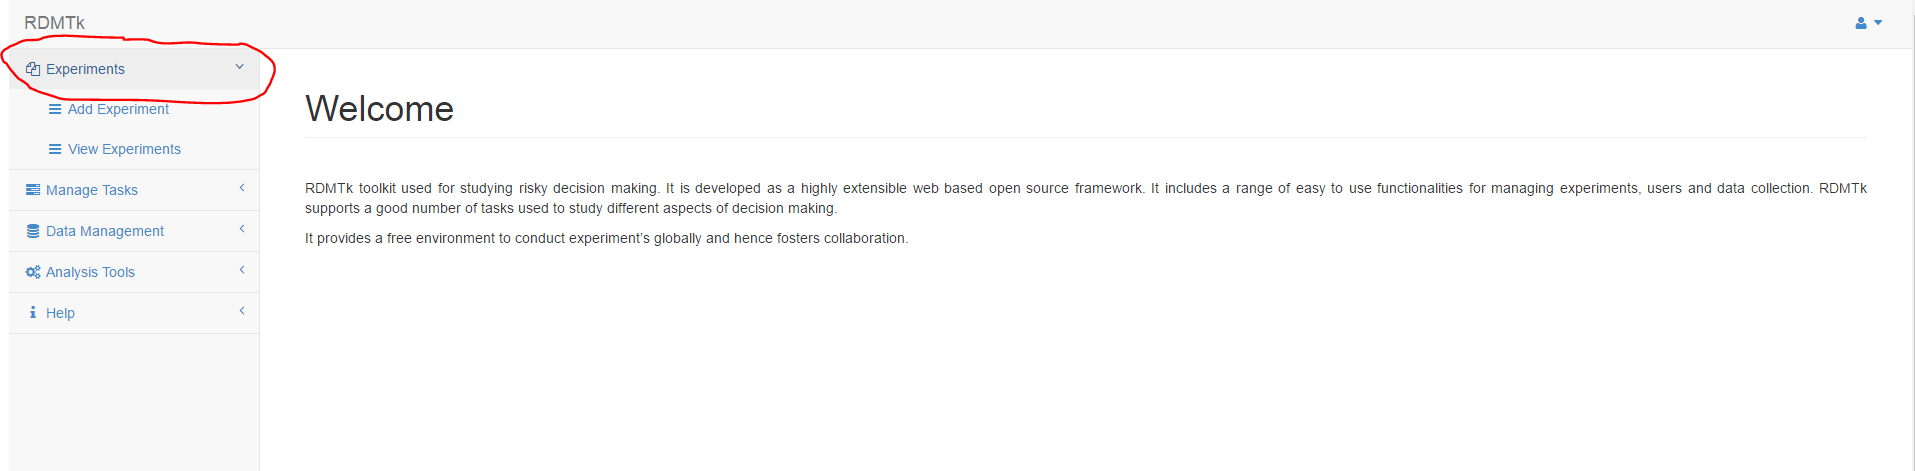 RDMTk
Experiments
Add Experiment
View Experiments
Manage Tasks
Data Management
Analysis Tools
Help
Welcome
RDMTk toolkit used for studying risky decision making. It is developed as a highly extensible web based open source framework. It includes a range of easy to use functionalities for managing experiments, users and data collection. RDMTk
supports a good number of tasks used to study different aspects of decision making.
It provides a free environment to conduct experiment’s globally and hence fosters collaboration.